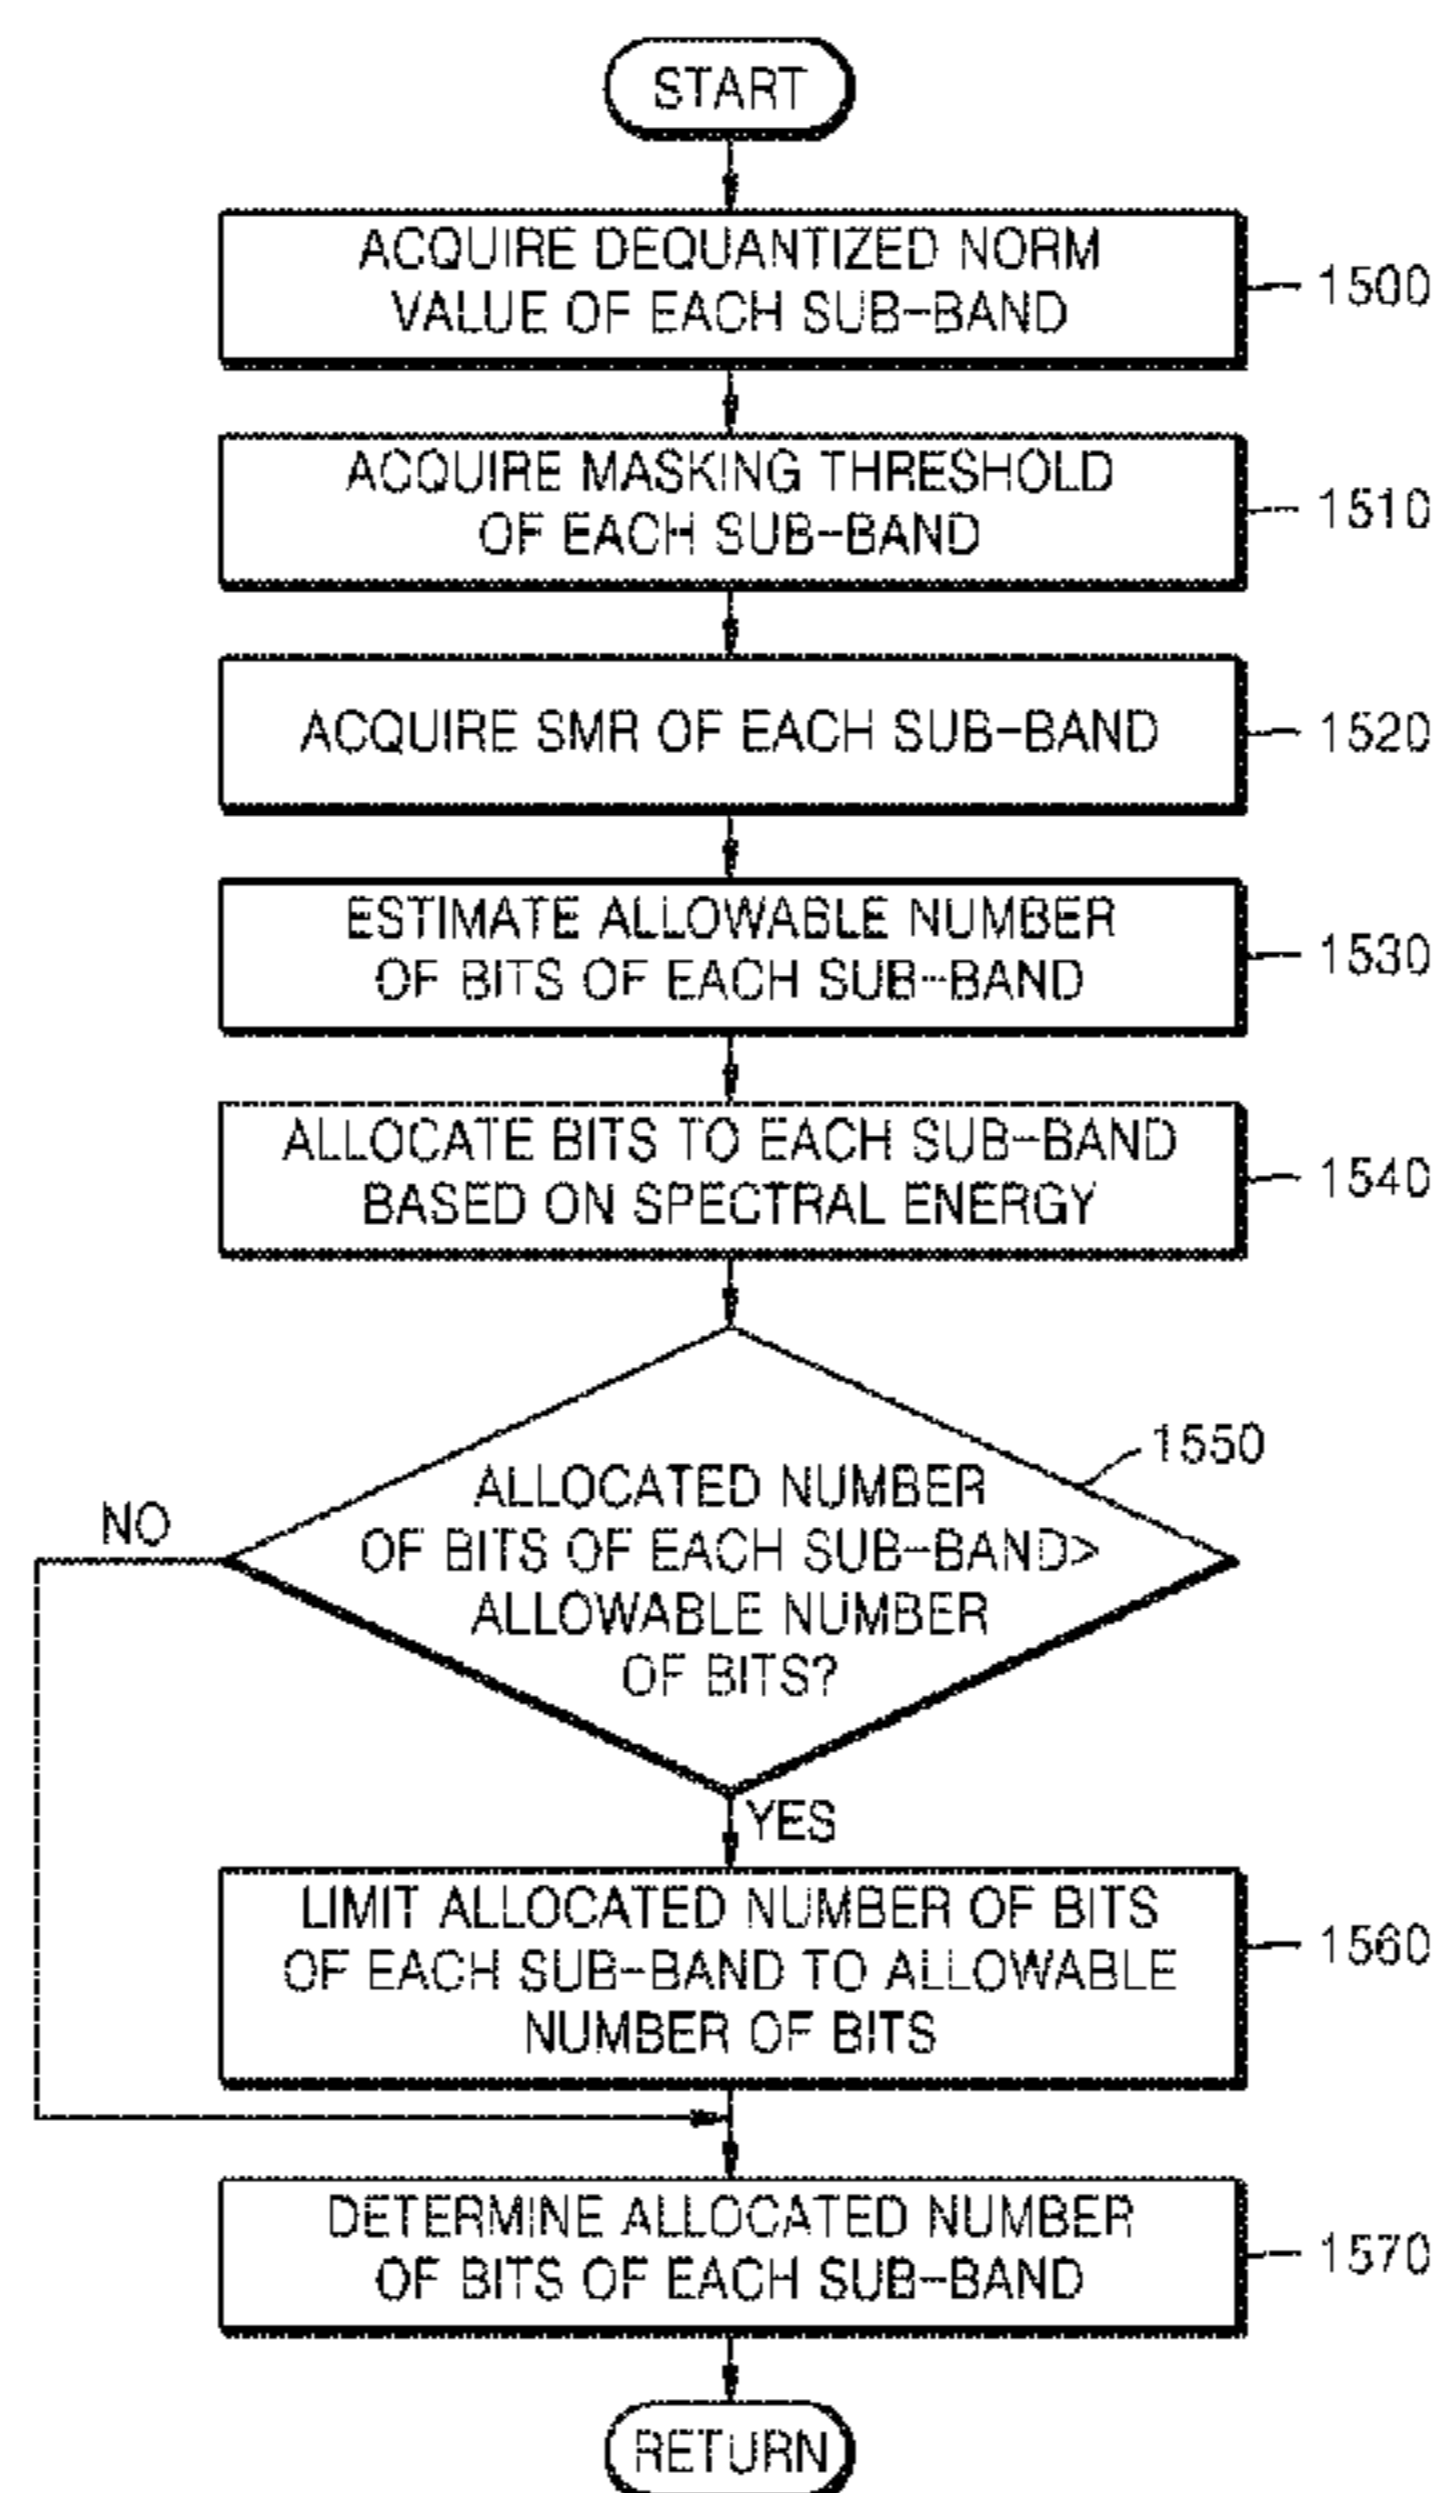 START
ACQUIRE DEQUANTIZED NORM
VALUE OF EACH SUB-BAND
1500
ACQUIRE MASKING THRESHOLD
OF EACH SUB-BAND
1510
ACQUIRE SMR OF EACH SUB-BAND
1520
ESTIMATE ALLOWABLE NUMBER
OF BITS OF EACH SUB-BAND
1530
ALLOCATE BITS TO EACH SUB-BAND
BASED ON SPECTRAL ENERGY
1540
1550
ALLOCATED NUMBER
OF BITS OF EACH SUB-BAND>
ALLOWABLE NUMBER
OF BITS?
NO
YES
LIMIT ALLOCATED NUMBER OF BITS
OF EACH SUB-BAND TO ALLOWABLE
NUMBER OF BITS
1560
DETERMINE ALLOCATED NUMBER
OF BITS OF EACH SUB-BAND
1570
RETURN